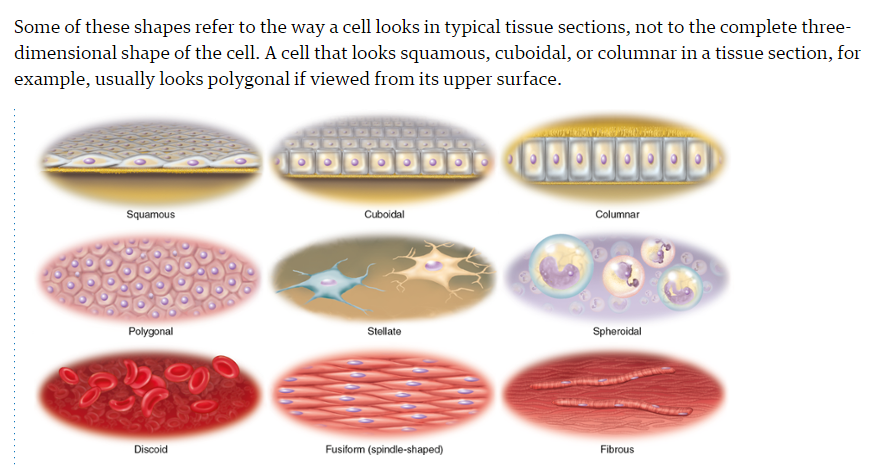 Some of these shapes refer to the way a cell looks in typical tissue sections, not to the complete three-
dimensional shape of the cell. A cell that looks squamous, cuboidal, or columnar in a tissue section, for
example, usually looks polygonal if viewed from its upper surface.
Squamous
Cuboidal
Columnar
Polygonal
Stellate
Spheroidal
Discoid
Fusiform (spindle-shaped)
Fibrous